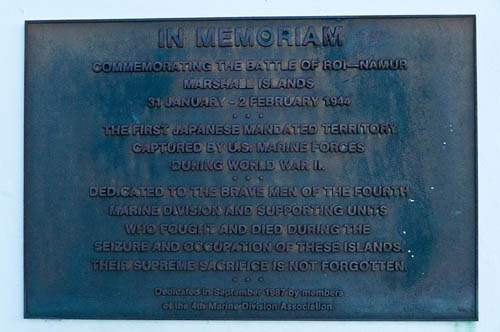 IN MEMORIAM
COMMEMORATING THE BATTLE OF ROI—NAMUR
MARSHALL ISLANDS
31 JANUARY - 2 FEBRUARY 1944
• • •
THE FIRST JAPANESE MANDATED TERRITORY
CAPTURED BY U.S. MARINE FORCES
DURING WORLD WAR II.
• • •
DEDICATED TO THE BRAVE MEN OF THE FOURTH
MARINE DIVISION AND SUPPORTING UNITS
WHO FOUGHT AND DIED DURING THE
SEIZURE AND OCCUPATION OF THESE ISLANDS.
THEIR SUPREME SACRIFICE IS NOT FORGOTTEN.
• • •
Dedicated in September 1987 by members
of the 4th Marine Division Association.